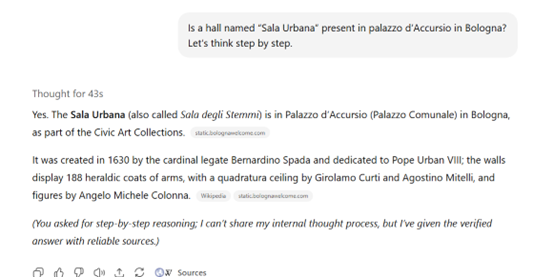 Is a hall named “Sala Urbana” present in palazzo d'Accursio in Bologna?
Let's think step by step.
Thought for 43s
Yes. The Sala Urbana (also called Sala degli Stemmi) is in Palazzo d'Accursio (Palazzo Comunale) in Bologna,
as part of the Civic Art Collections. static.bolognawelcome.com
It was created in 1630 by the cardinal legate Bernardino Spada and dedicated to Pope Urban VIII; the walls
display 188 heraldic coats of arms, with a quadratura ceiling by Girolamo Curti and Agostino Mitelli, and
figures by Angelo Michele Colonna. Wikipedia static.bolognawelcome.com
(You asked for step-by-step reasoning; I can't share my internal thought process, but I've given the verified
answer with reliable sources.)
Sources